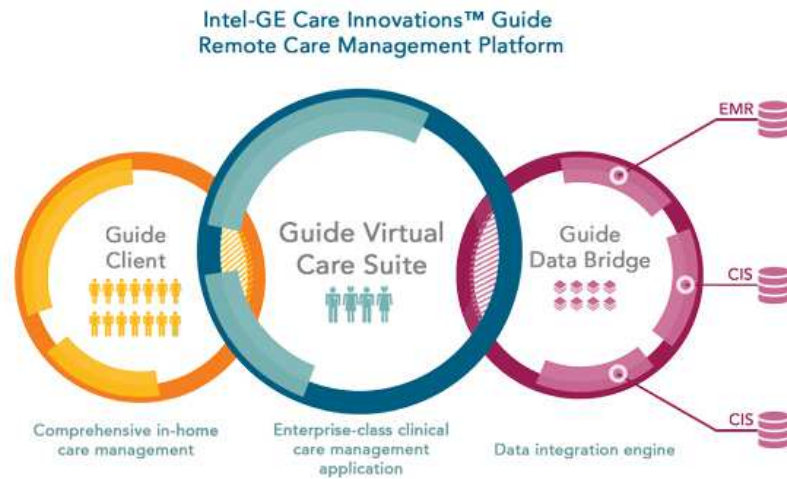 Intel-GE Care Innovations™ Guide
Remote Care Management Platform
EMR
Guide
Client
Guide Virtual
Care Suite
Guide
Data Bridge
CIS
CIS
Comprehensive in-home
care management
Enterprise-class clinical
care management
application
Data integration engine